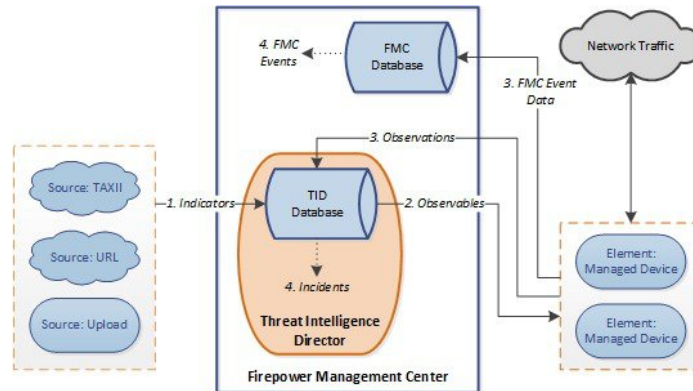 4. FMC
Events
FMC
Database
Network Traffic
3. FMC Event
Data
3. Observations
Source: TAXII
1. Indicators
TID
Database
2. Observables
Source: URL
Element:
Managed Device
4. Incidents
Source: Upload
Threat Intelligence
Director
Element:
Managed Device
Firepower Management Center